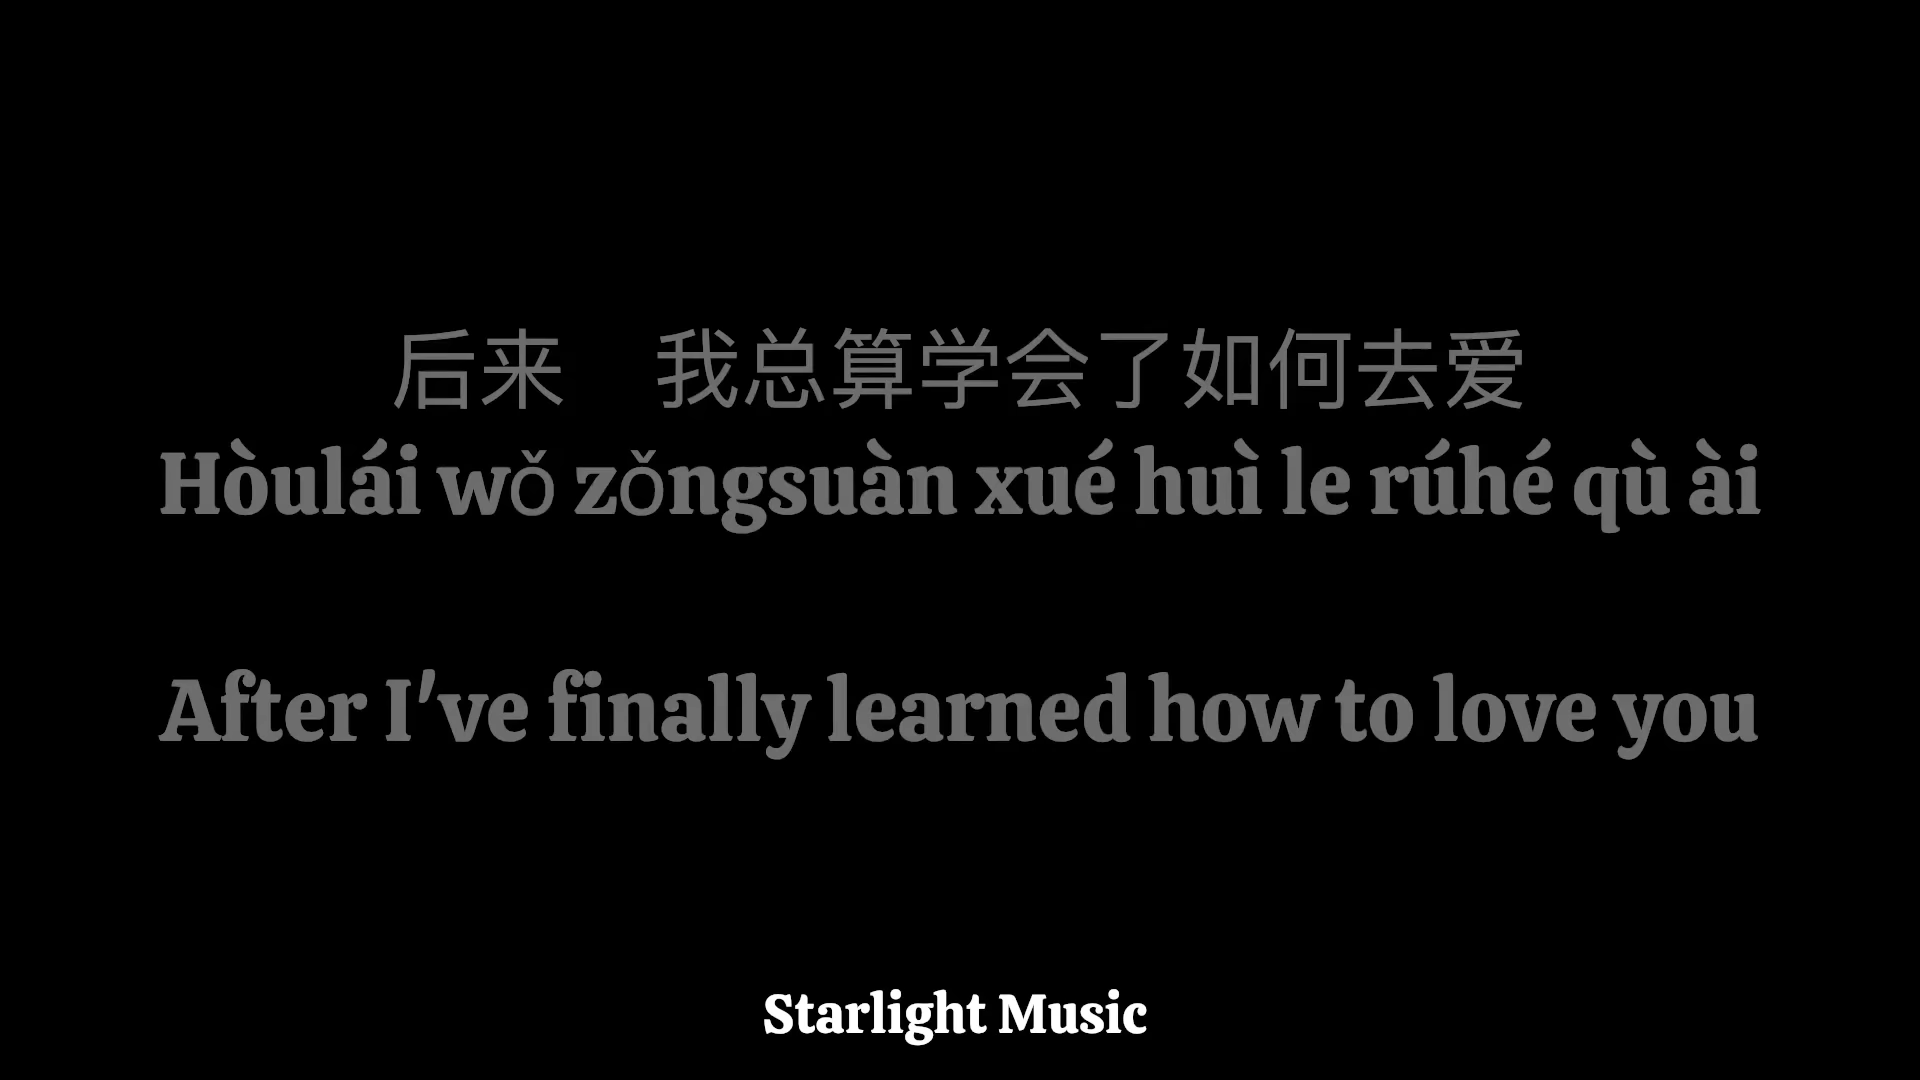 后来　我总算学会了如何去爱
Hòulái wǒ zǒngsuàn xué huì le rúhé qù ài
After I've finally learned how to love you
Starlight Music